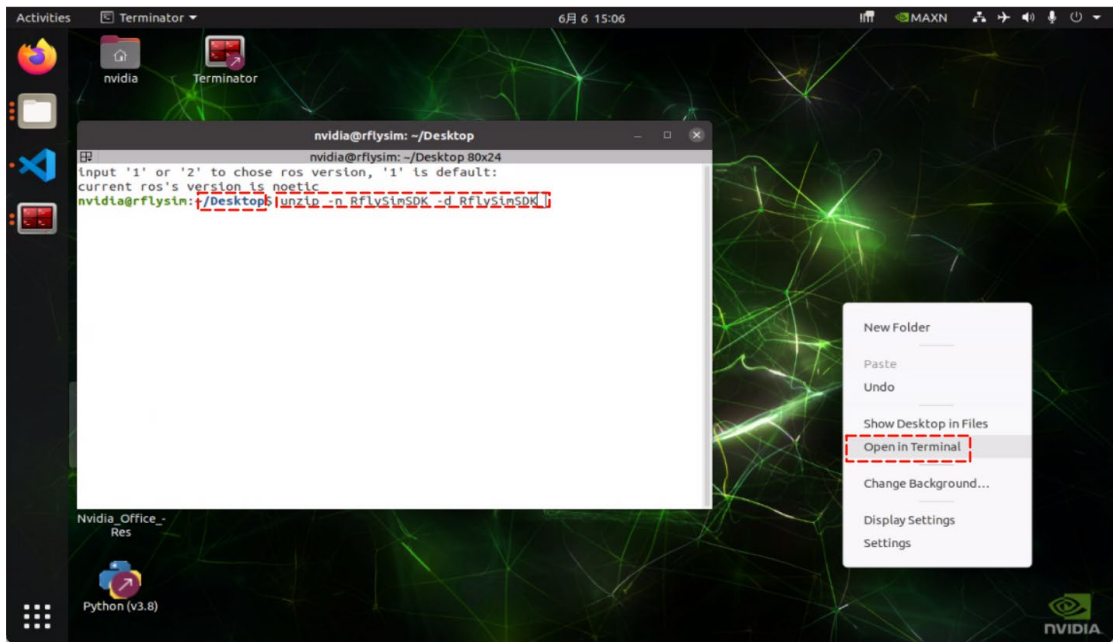 Activities
Terminator
6月 6 15:06
MAXN
nvidia
Terminator
nvidia@rflysim: ~/Desktop
nvidia@rflysim: ~/Desktop 80x24
input '1' or '2' to chose ros version, '1' is default:
current ros's version is noetic
nvidia@rflysim:~/Desktop$ unzip -n RflySimSDK -d RflySimSDK
New Folder
Paste
Undo
Show Desktop in Files
Open in Terminal
Change Background...
Display Settings
Settings
Nvidia_Office_-
Res
Python (v3.8)
NVIDIA.